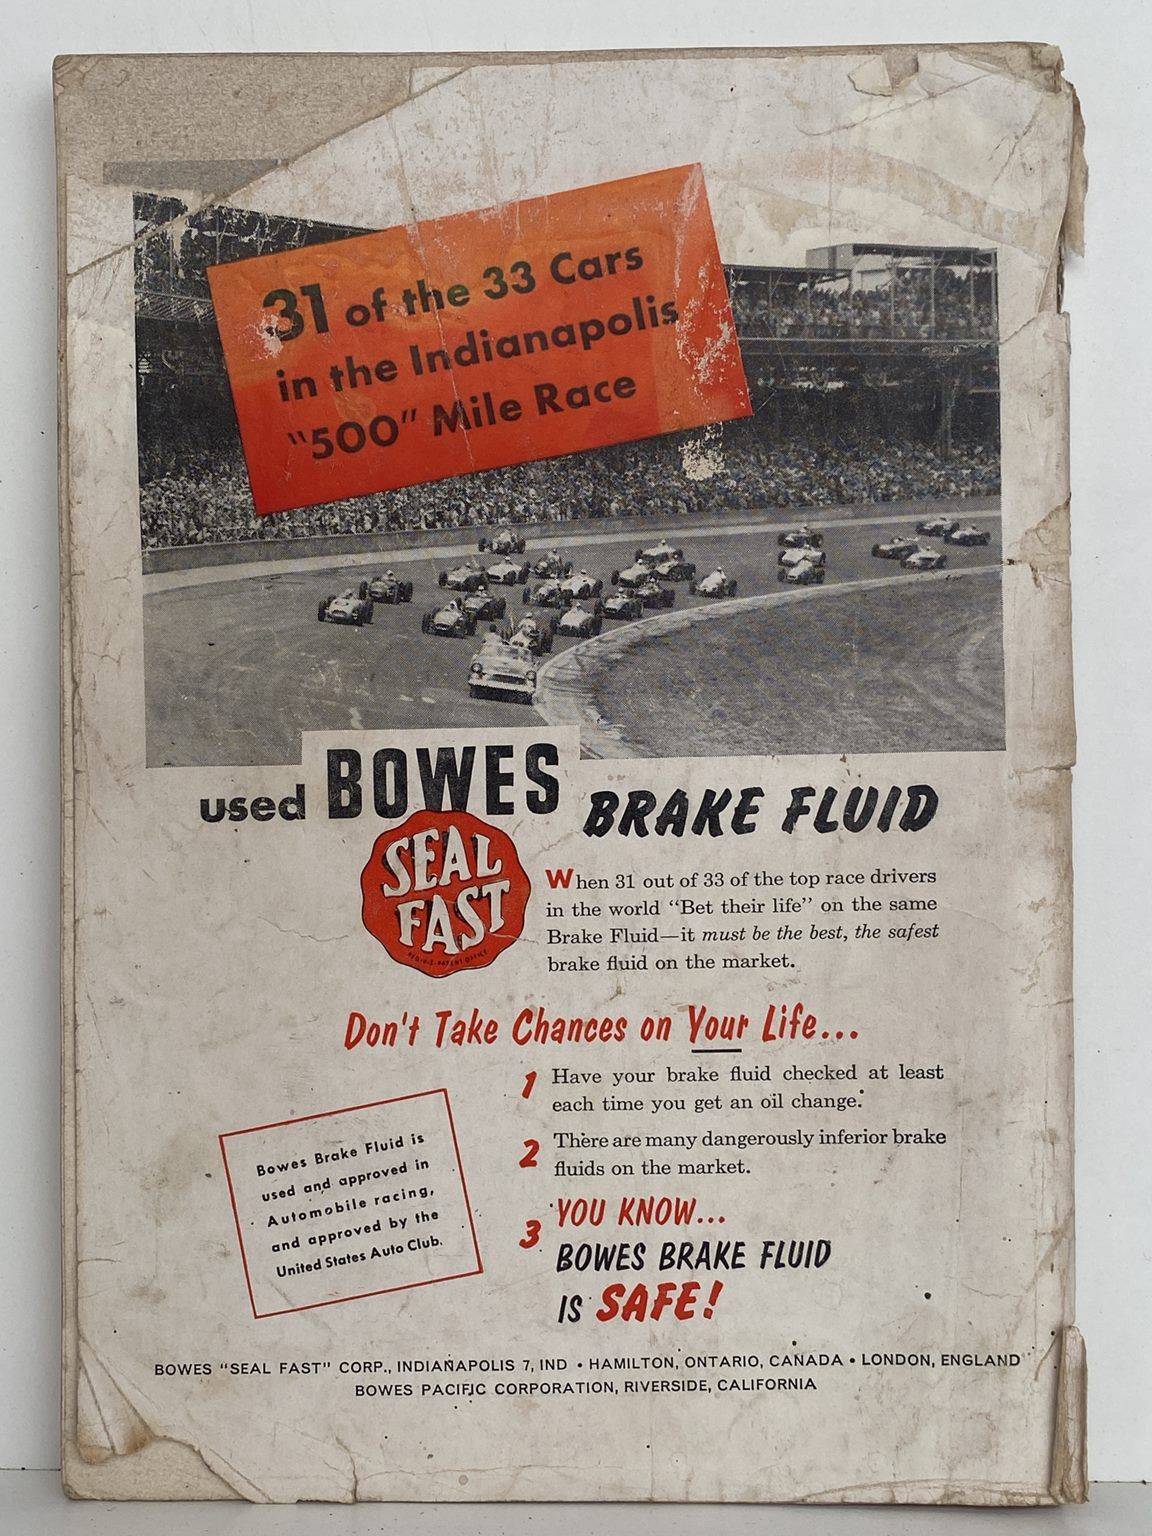 31 of the 33 Cars
in the Indianapolis
"500" Mile Race
used BOWES BRAKE FLUID
SEAL
FAST
REG·U·S·PATENT OFFICE
When 31 out of 33 of the top race drivers
in the world "Bet their life" on the same
Brake Fluid—it must be the best, the safest
brake fluid on the market.
Don't Take Chances on Your Life...
1 Have your brake fluid checked at least
each time you get an oil change.
2 There are many dangerously inferior brake
fluids on the market.
3 YOU KNOW...
BOWES BRAKE FLUID
IS SAFE!
Bowes Brake Fluid is
used and approved in
Automobile racing,
and approved by the
United States Auto Club.
BOWES "SEAL FAST" CORP., INDIANAPOLIS 7, IND • HAMILTON, ONTARIO, CANADA • LONDON, ENGLAND
BOWES PACIFIC CORPORATION, RIVERSIDE, CALIFORNIA